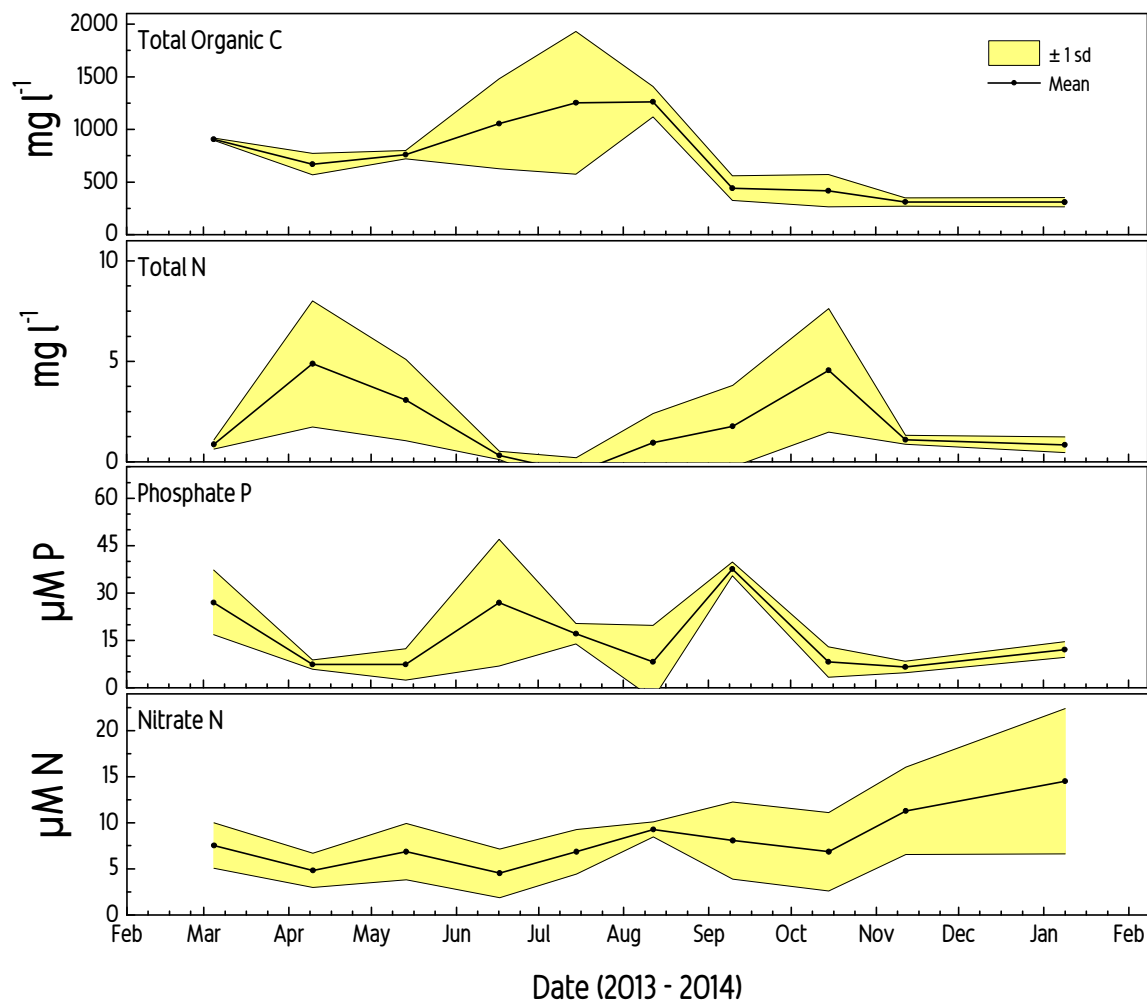 Total Organic C
± 1 sd
Mean
mg l⁻¹
2000
1500
1000
500
0
Total N
mg l⁻¹
10
5
0
Phosphate P
µM P
60
45
30
15
0
Nitrate N
µM N
20
15
10
5
0
Feb Mar Apr May Jun Jul Aug Sep Oct Nov Dec Jan Feb
Date (2013 - 2014)